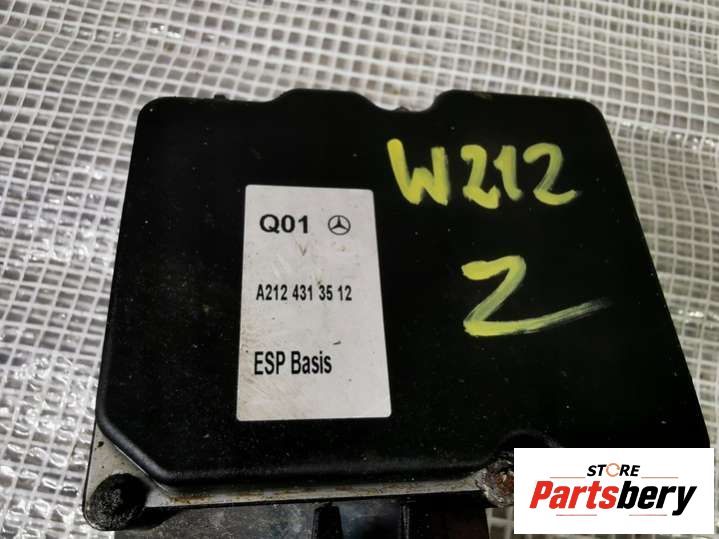 W212
Z
Q01
A212 431 35 12
ESP Basis
STORE
Partsbery